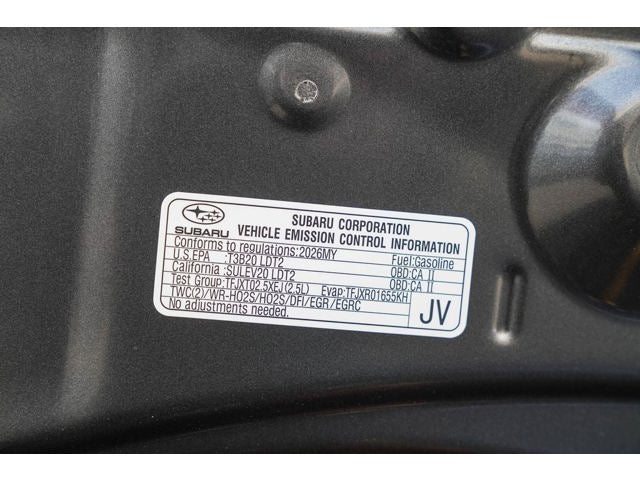 SUBARU
SUBARU CORPORATION
VEHICLE EMISSION CONTROL INFORMATION
Conforms to regulations:2026MY Fuel:Gasoline
U.S.EPA :T3B20 LDT2 OBD:CA II
California :SULEV20 LDT2 OBD:CA II
Test Group:TFJXT02.5XEJ(2.5L) Evap:TFJXR01655KH
TWC(2)/WR-HO2S/HO2S/DFI/EGR/EGRC
No adjustments needed.
JV